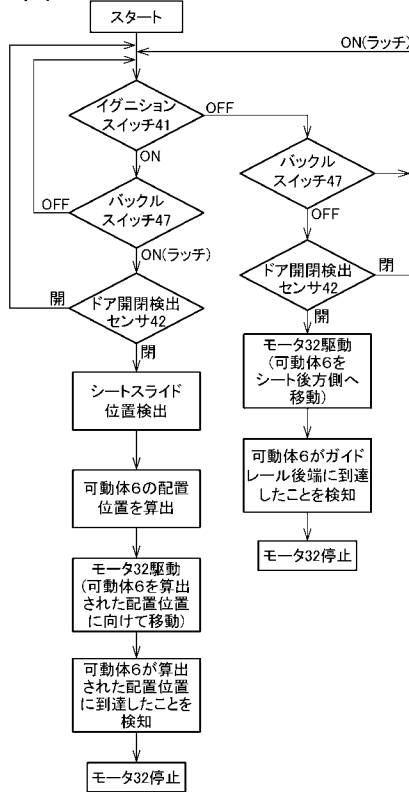 スタート
ON(ラッチ)
イグニション
スイッチ41
OFF
ON
バックル
スイッチ47
OFF
ON(ラッチ)
ドア開閉検出
センサ42
開
閉
シートスライド
位置検出
可動体6の配置
位置を算出
モータ32駆動
(可動体6を算出
された配置位置
に向けて移動)
可動体6が算出
された配置位置
に到達したことを
検知
モータ32停止
バックル
スイッチ47
OFF
ドア開閉検出
センサ42
閉
開
モータ32駆動
(可動体6を
シート後方側へ
移動)
可動体6がガイド
レール後端に到達
したことを検知
モータ32停止